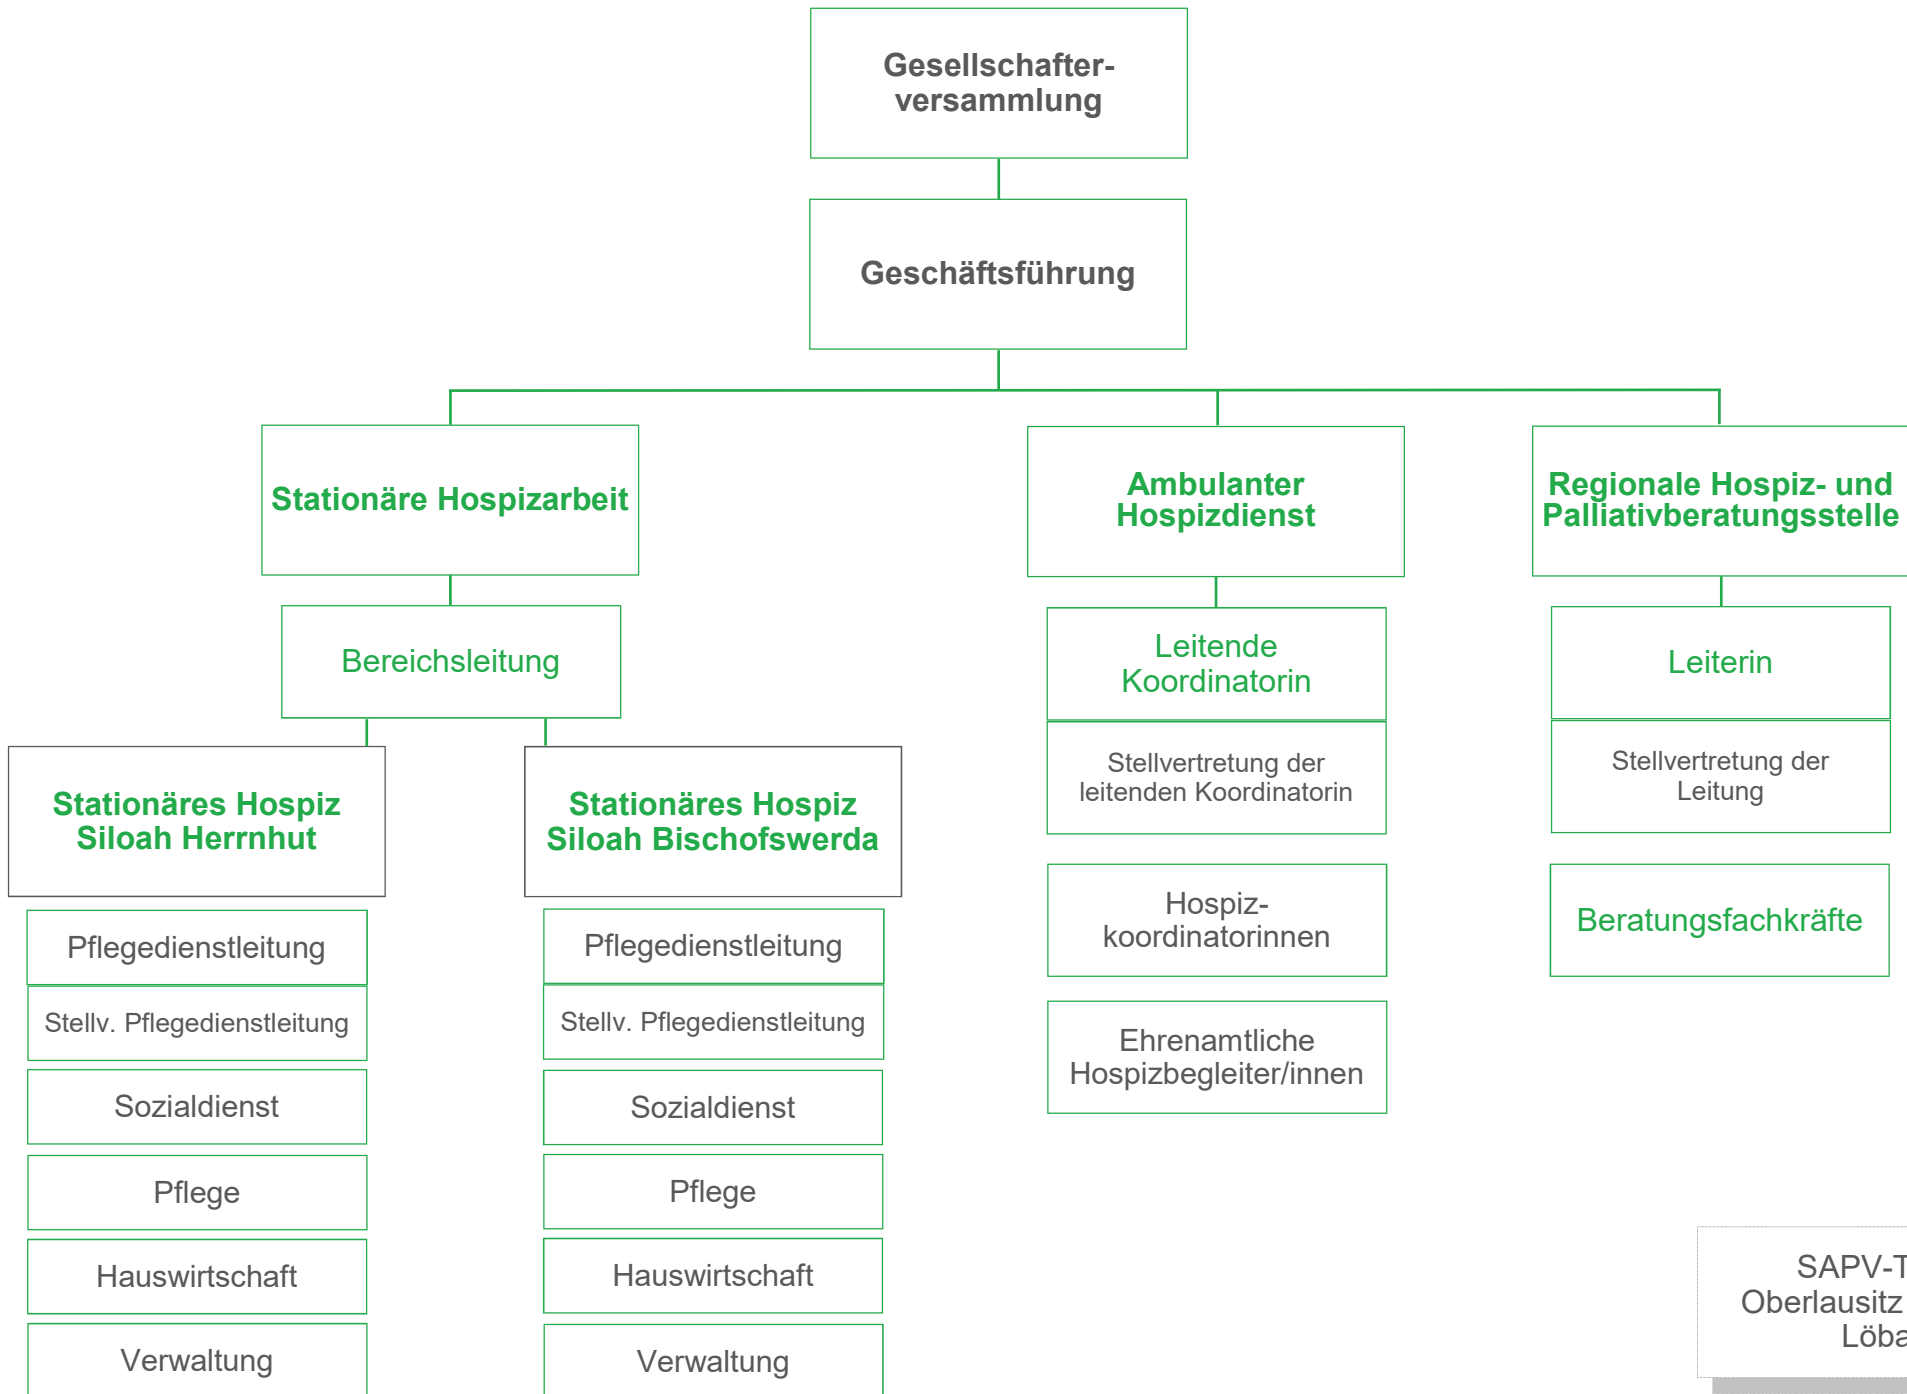 Gesellschafter-
versammlung
Geschäftsführung
Stationäre Hospizarbeit
Ambulanter
Hospizdienst
Regionale Hospiz- und
Palliativberatungsstelle
Bereichsleitung
Leitende
Koordinatorin
Leiterin
Stellvertretung der
leitenden Koordinatorin
Stellvertretung der
Leitung
Stationäres Hospiz
Siloah Herrnhut
Stationäres Hospiz
Siloah Bischofswerda
Hospiz-
koordinatorinnen
Beratungsfachkräfte
Pflegedienstleitung
Pflegedienstleitung
Stellv. Pflegedienstleitung
Stellv. Pflegedienstleitung
Ehrenamtliche
Hospizbegleiter/innen
Sozialdienst
Sozialdienst
Pflege
Pflege
Hauswirtschaft
Hauswirtschaft
Verwaltung
Verwaltung
SAPV-T
Oberlausitz
Löba